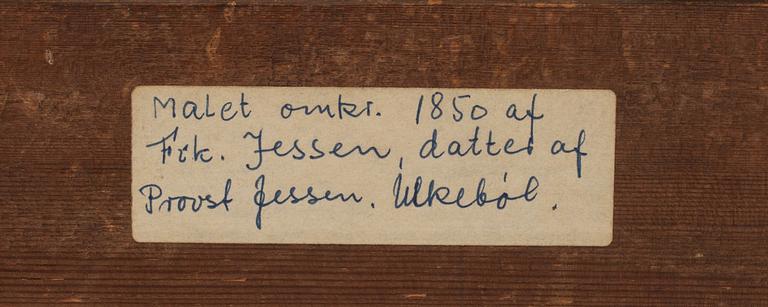 Malet omkr. 1850 af
Frk. Jessen, datter af
Provst Jessen. Ulkebøl.